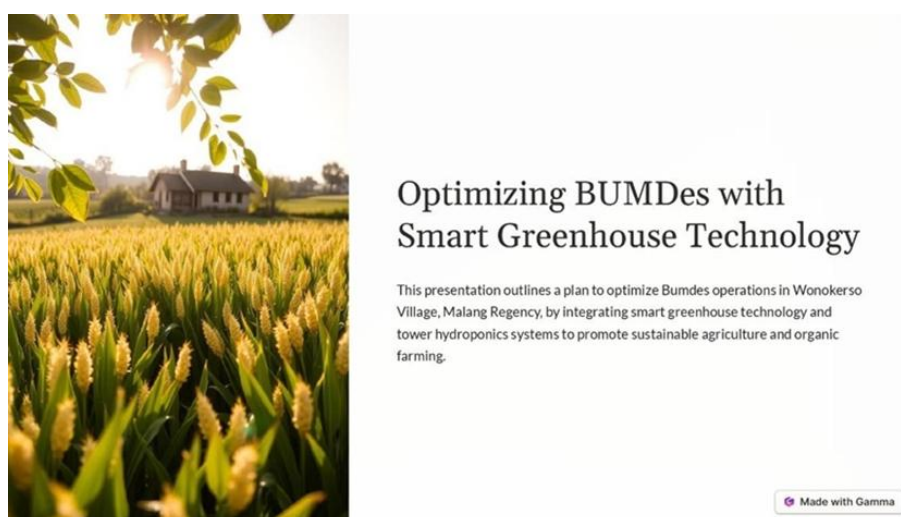 Optimizing BUMDes with
Smart Greenhouse Technology
This presentation outlines a plan to optimize Bumdes operations in Wonokerso
Village, Malang Regency, by integrating smart greenhouse technology and
tower hydroponics systems to promote sustainable agriculture and organic
farming.
Made with Gamma